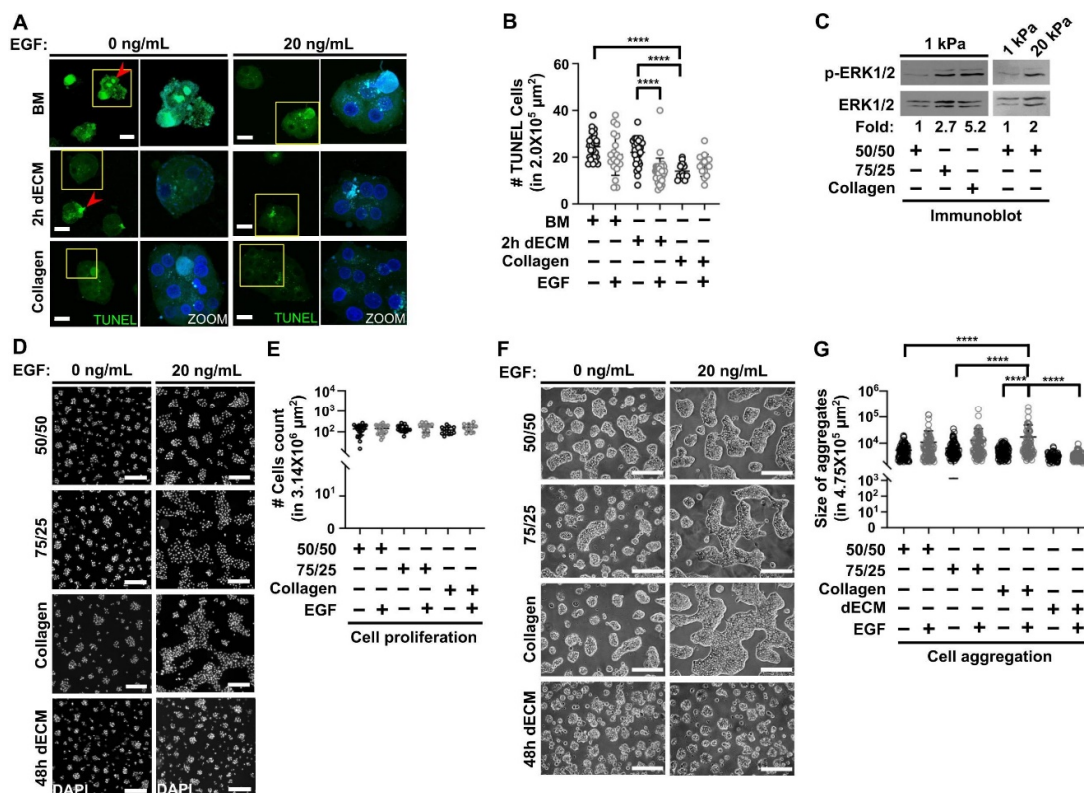 A
EGF: 0 ng/mL 20 ng/mL
BM
2h dECM
Collagen
TUNEL ZOOM TUNEL ZOOM
B
****
****
****
# TUNEL Cells
(in 2.0X10⁵ µm²)
60
40
20
0
BM + + − − − −
2h dECM − − + + − −
Collagen − − − − + +
EGF − + − + − +
C
1 kPa 1 kPa 20 kPa
p-ERK1/2
ERK1/2
Fold: 1 2.7 5.2 1 2
50/50 + − − + +
75/25 − + − − −
Collagen − − + − −
Immunoblot
D
EGF: 0 ng/mL 20 ng/mL
50/50
75/25
Collagen
48h dECM
DAPI DAPI
E
# Cells count
(in 3.14X10⁶ µm²)
10³
10²
10¹
0
50/50 + + − − − −
75/25 − − + + − −
Collagen − − − − + +
EGF − + − + − +
Cell proliferation
F
EGF: 0 ng/mL 20 ng/mL
50/50
75/25
Collagen
48h dECM
G
****
****
**** ****
Size of aggregates
(in 4.75X10⁵ µm²)
10⁶
10⁵
10⁴
10³
10²
10¹
0
50/50 + + − − − − − −
75/25 − − + + − − − −
Collagen − − − − + + − −
dECM − − − − − − + +
EGF − + − + − + − +
Cell aggregation